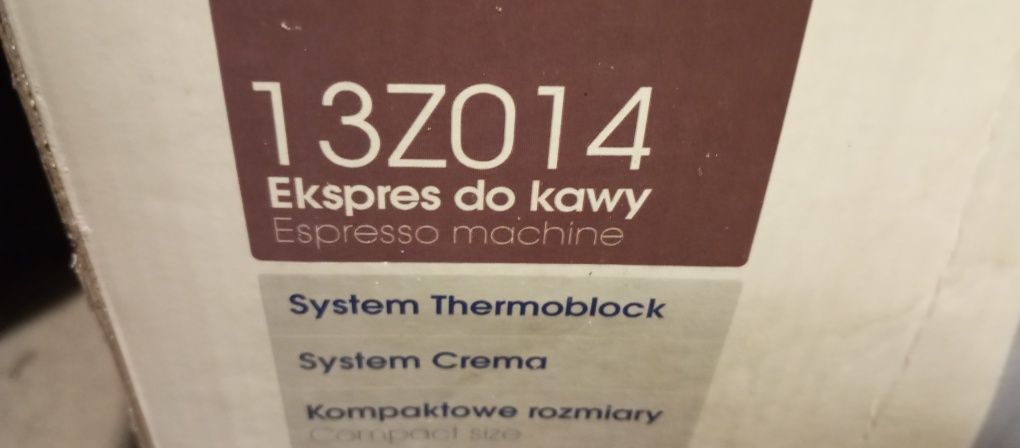 13Z014
Ekspres do kawy
Espresso machine
System Thermoblock
System Crema
Kompaktowe rozmiary
Compact size